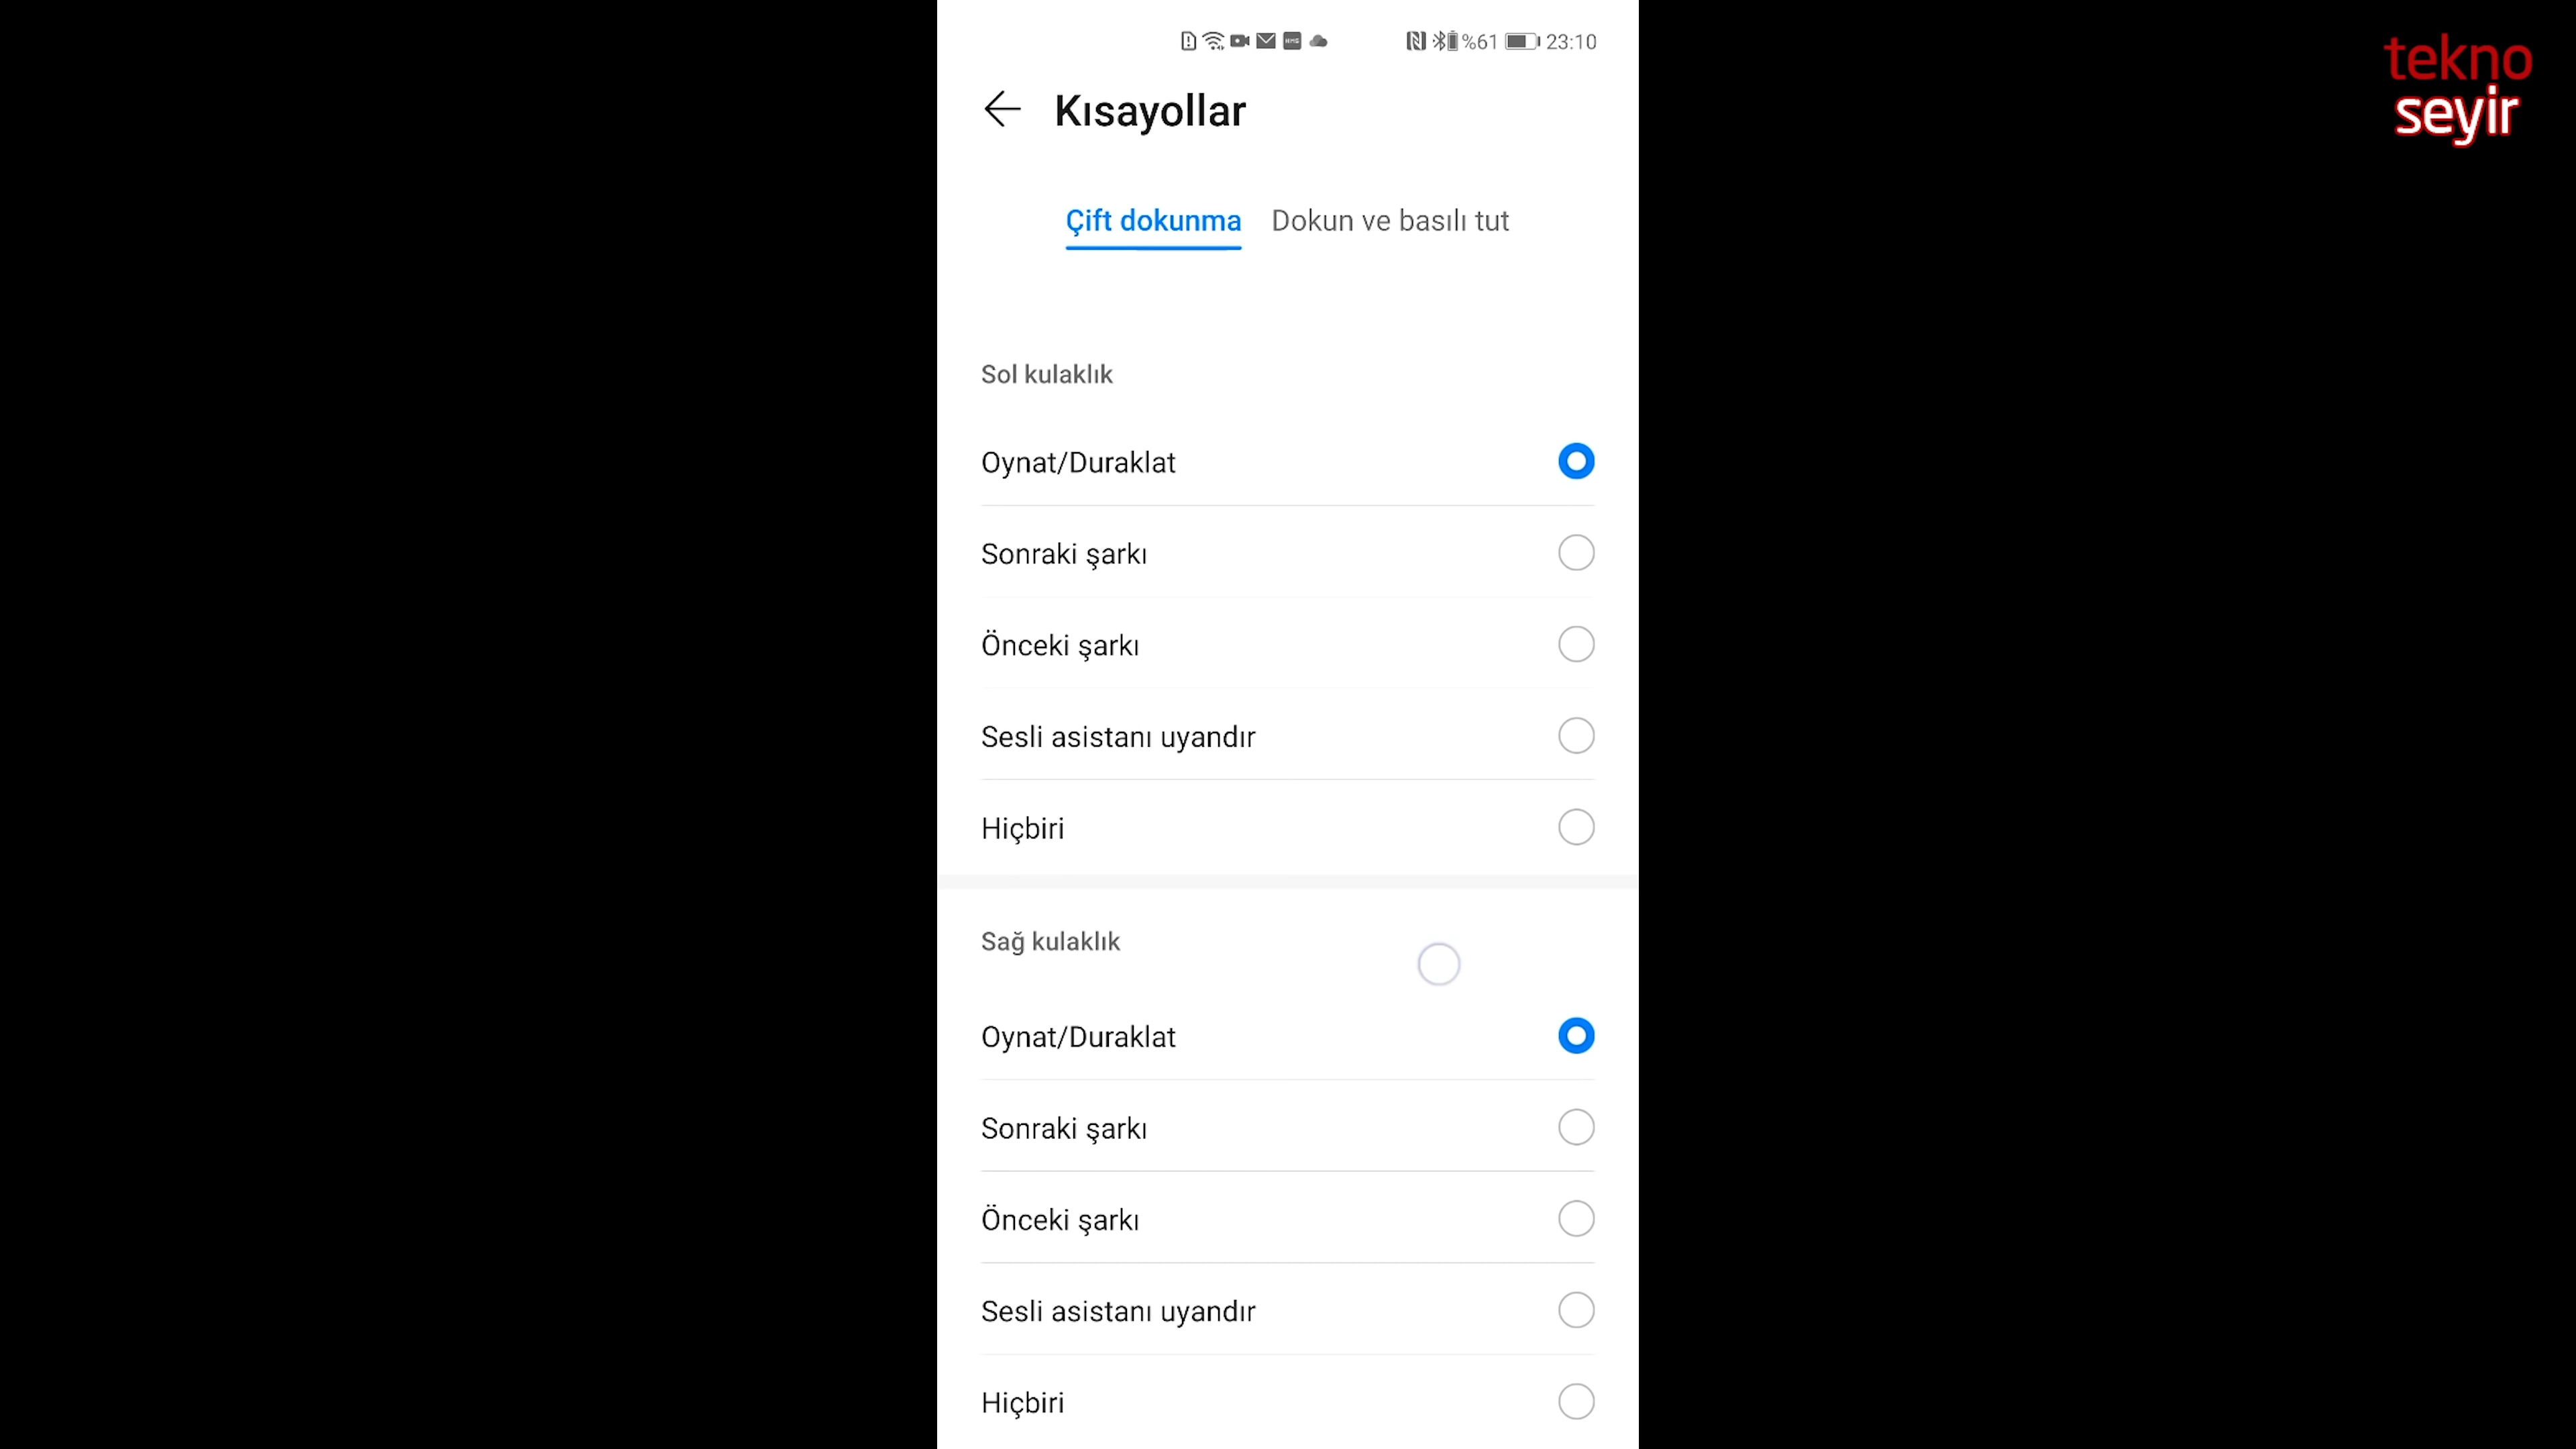 %61 23:10
tekno
seyir
Kısayollar
Çift dokunma Dokun ve basılı tut
Sol kulaklık
Oynat/Duraklat
Sonraki şarkı
Önceki şarkı
Sesli asistanı uyandır
Hiçbiri
Sağ kulaklık
Oynat/Duraklat
Sonraki şarkı
Önceki şarkı
Sesli asistanı uyandır
Hiçbiri